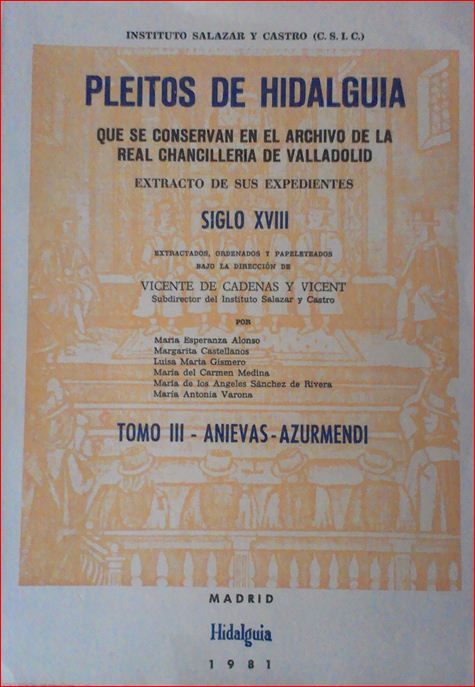 INSTITUTO SALAZAR Y CASTRO (C. S. I. C.)
PLEITOS DE HIDALGUIA
QUE SE CONSERVAN EN EL ARCHIVO DE LA
REAL CHANCILLERIA DE VALLADOLID
EXTRACTO DE SUS EXPEDIENTES
SIGLO XVIII
EXTRACTADOS, ORDENADOS Y PAPELETEADOS
BAJO LA DIRECCIÓN DE
VICENTE DE CADENAS Y VICENT
Subdirector del Instituto Salazar y Castro
POR
María Esperanza Alonso
Margarita Castellanos
Luisa Marta Gismero
María del Carmen Medina
María de los Angeles Sánchez de Rivera
María Antonia Varona
TOMO III - ANIEVAS-AZURMENDI
MADRID
Hidalguia
1981